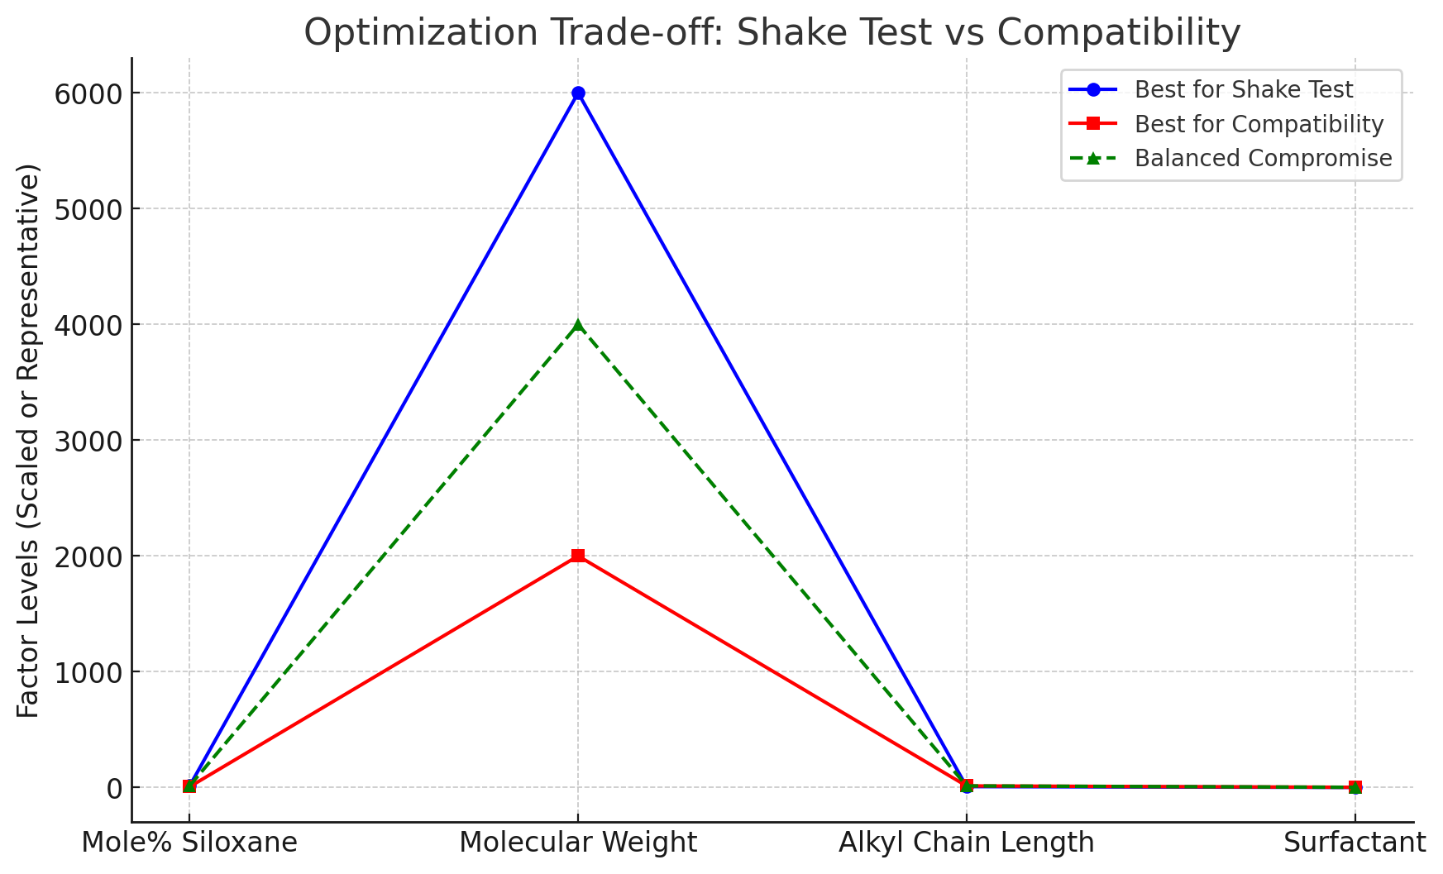 Optimization Trade-off: Shake Test vs Compatibility
Best for Shake Test
Best for Compatibility
Balanced Compromise
Factor Levels (Scaled or Representative)
6000
5000
4000
3000
2000
1000
0
Mole% Siloxane
Molecular Weight
Alkyl Chain Length
Surfactant